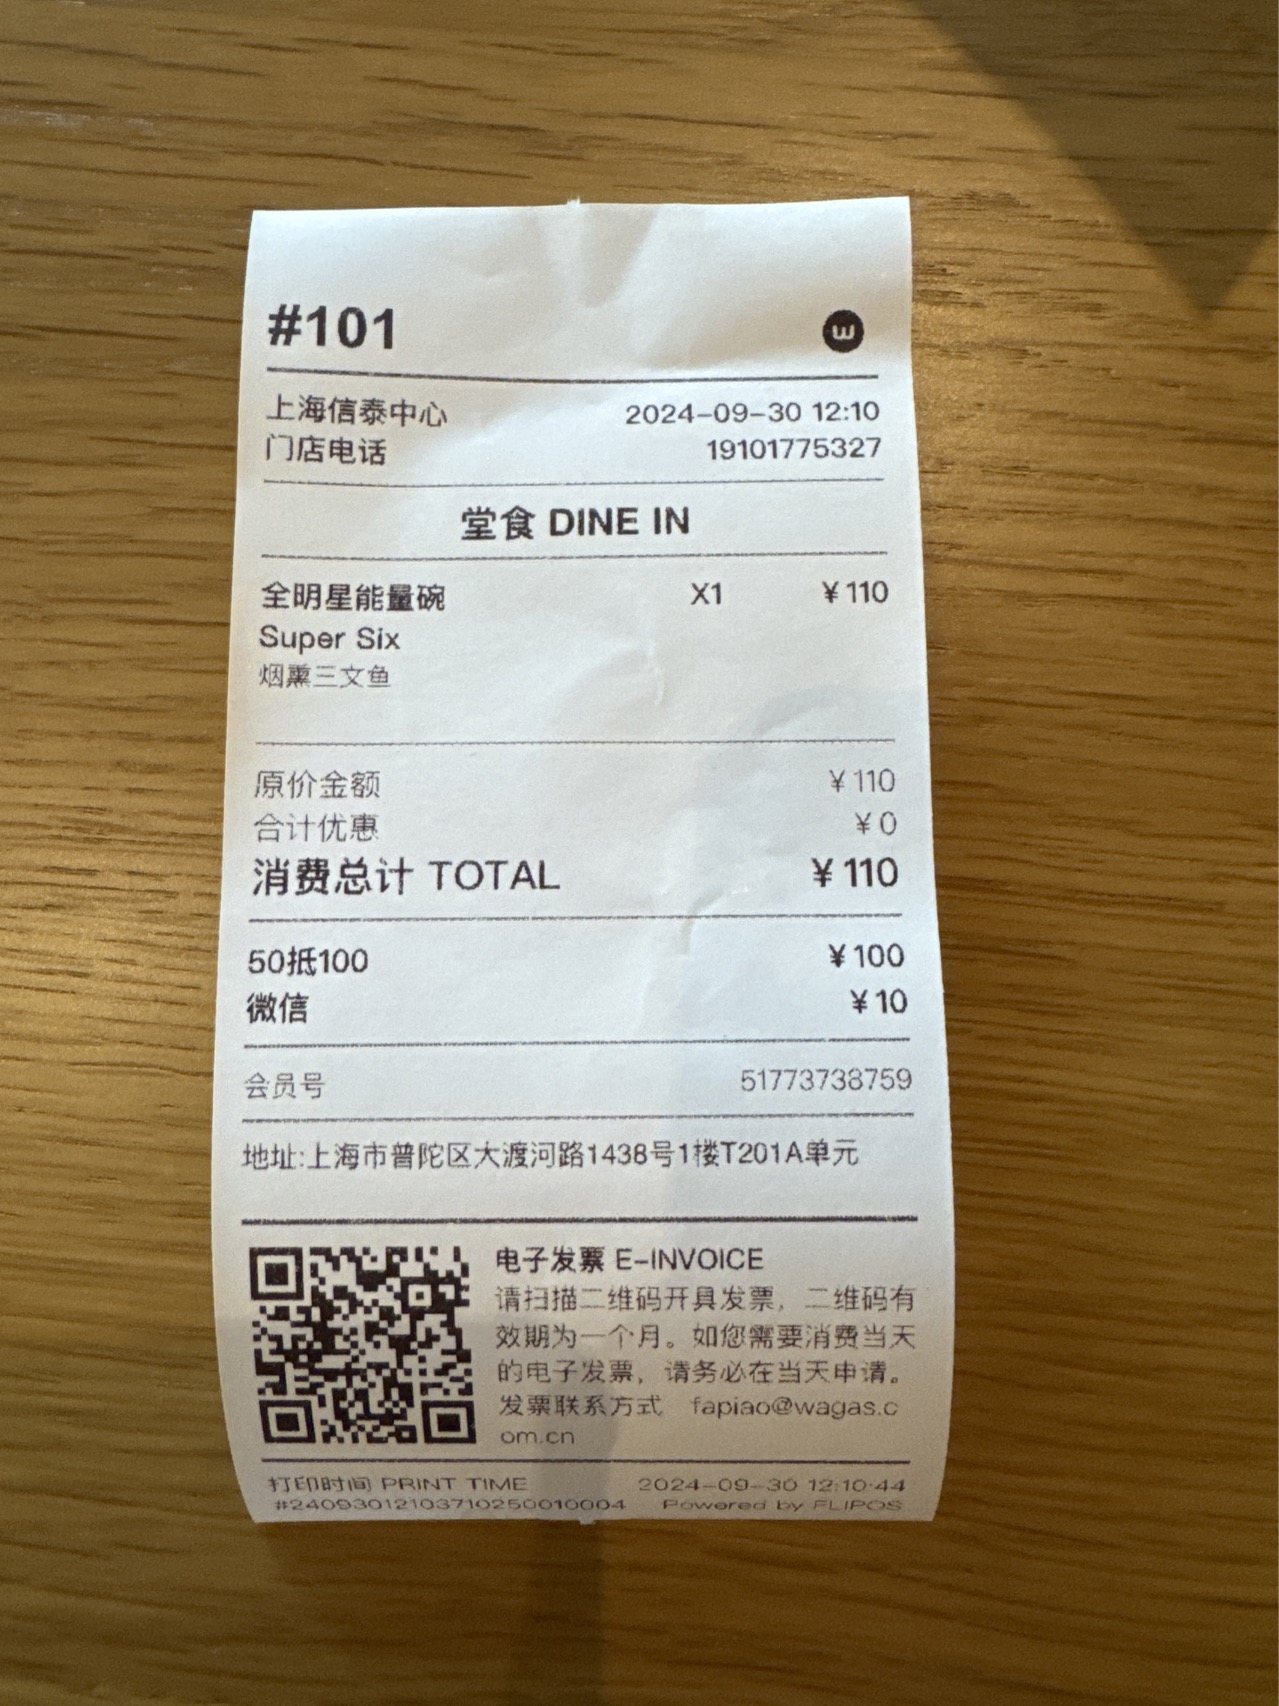 #101
w
上海信泰中心 2024-09-30 12:10
门店电话 19101775327
堂食 DINE IN
全明星能量碗 X1 ¥110
Super Six
烟熏三文鱼
原价金额 ¥110
合计优惠 ¥0
消费总计 TOTAL ¥110
50抵100 ¥100
微信 ¥10
会员号 51773738759
地址:上海市普陀区大渡河路1438号1楼T201A单元
电子发票 E-INVOICE
请扫描二维码开具发票，二维码有
效期为一个月。如您需要消费当天
的电子发票，请务必在当天申请。
发票联系方式 fapiao@wagas.c
om.cn
打印时间 PRINT TIME 2024-09-30 12:10:44
#24093012103710250010004 Powered by FLIPOS